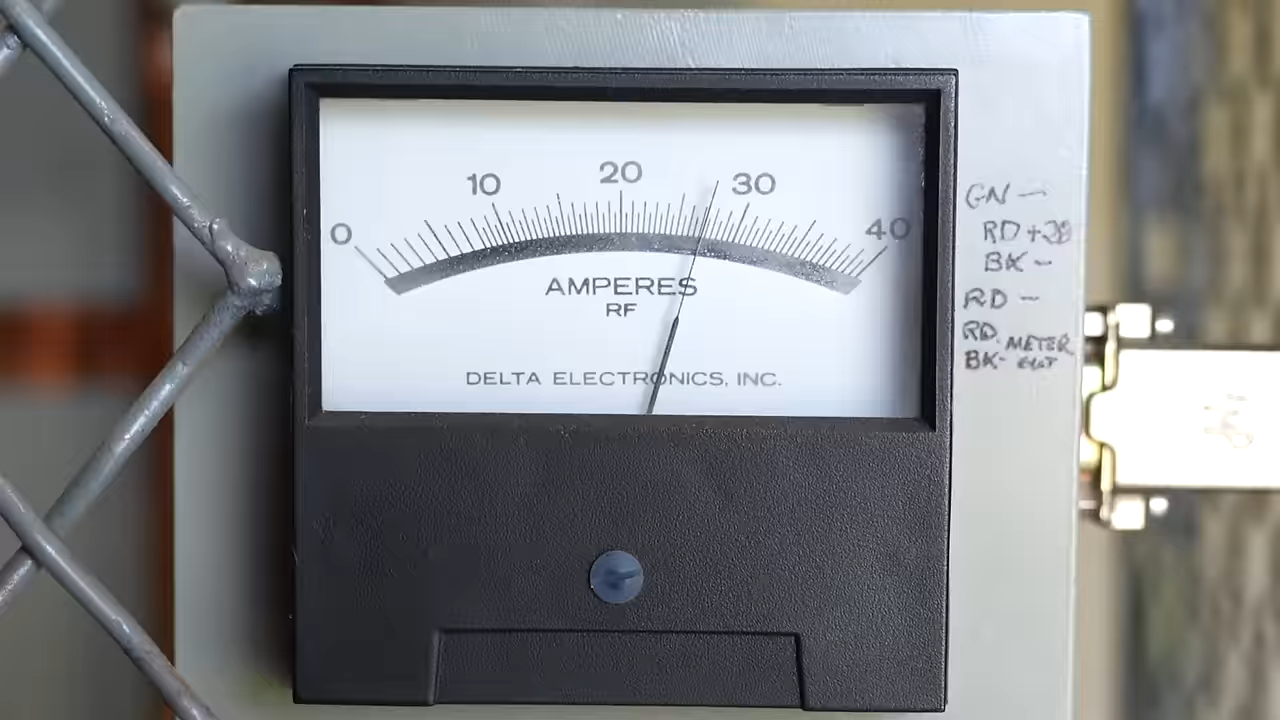 0 10 20 30 40
AMPERES
RF
DELTA ELECTRONICS, INC.
GN -
RD +28
BK -
RD -
RD. METER
BK- OUT